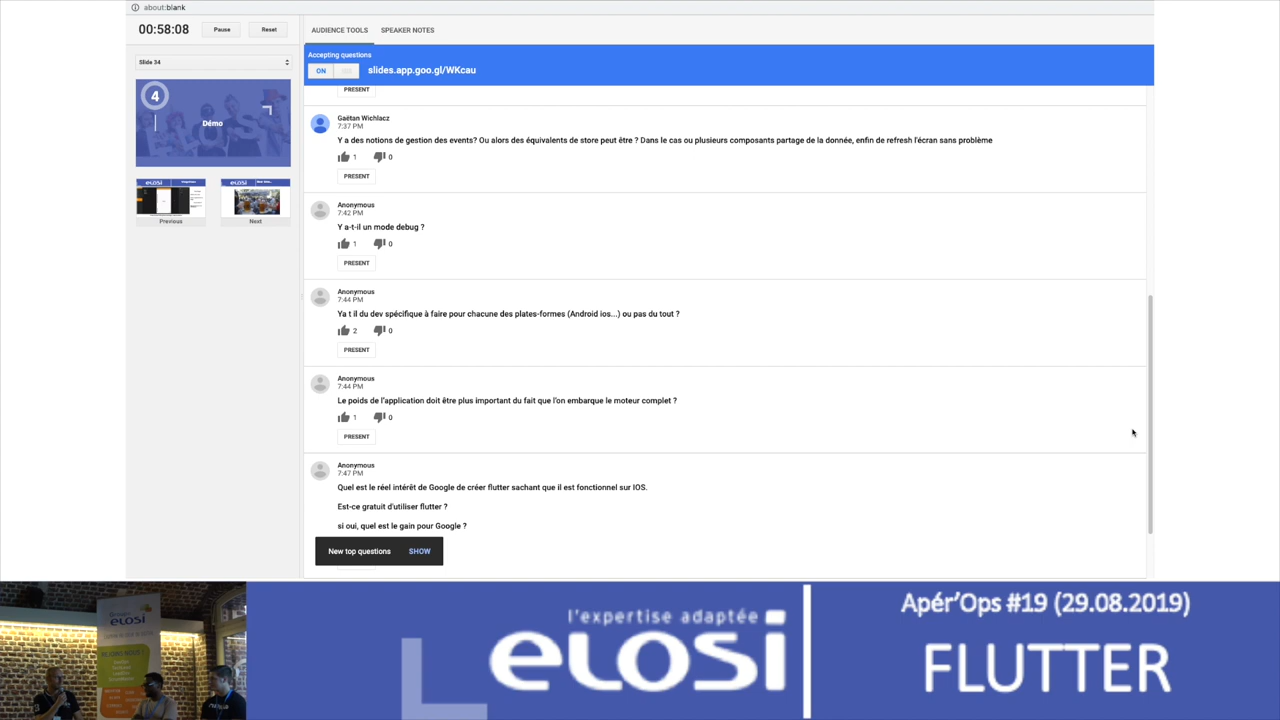 about:blank
00:58:08
Pause
Reset
AUDIENCE TOOLS
SPEAKER NOTES
Slide 34
4
Démo
elosi
elosi
Previous
Next
Accepting questions
ON
slides.app.goo.gl/WKcau
PRESENT
Gaëtan Wichlacz
7:37 PM
Y a des notions de gestion des events? Ou alors des équivalents de store peut être ? Dans le cas ou plusieurs composants partage de la donnée, enfin de refresh l'écran sans problème
1
0
PRESENT
Anonymous
7:42 PM
Y a-t-il un mode debug ?
1
0
PRESENT
Anonymous
7:44 PM
Ya t il du dev spécifique à faire pour chacune des plates-formes (Android ios...) ou pas du tout ?
2
0
PRESENT
Anonymous
7:44 PM
Le poids de l'application doit être plus important du fait que l'on embarque le moteur complet ?
1
0
PRESENT
Anonymous
7:47 PM
Quel est le réel intérêt de Google de créer flutter sachant que il est fonctionnel sur IOS.
Est-ce gratuit d'utiliser flutter ?
si oui, quel est le gain pour Google ?
New top questions
SHOW
elosi
REJOINS NOUS !
l'expertise adaptée
elosi
Apér'Ops #19 (29.08.2019)
FLUTTER